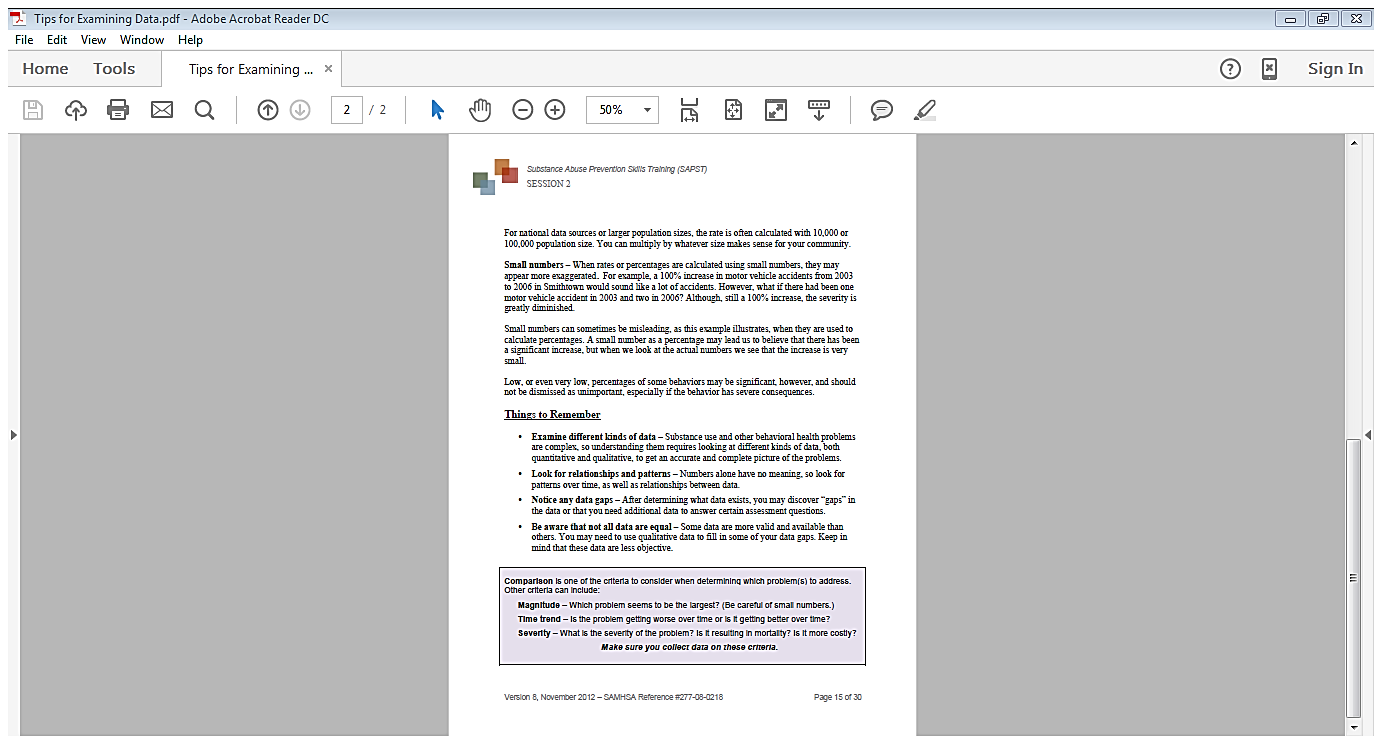 Tips for Examining Data.pdf - Adobe Acrobat Reader DC
File Edit View Window Help
Home Tools Tips for Examining ... × Sign In
2 / 2 50%
Substance Abuse Prevention Skills Training (SAPST)
SESSION 2
For national data sources or larger population sizes, the rate is often calculated with 10,000 or
100,000 population size. You can multiply by whatever size makes sense for your community.
Small numbers – When rates or percentages are calculated using small numbers, they may
appear more exaggerated. For example, a 100% increase in motor vehicle accidents from 2003
to 2006 in Smithtown would sound like a lot of accidents. However, what if there had been one
motor vehicle accident in 2003 and two in 2006? Although, still a 100% increase, the severity is
greatly diminished.
Small numbers can sometimes be misleading, as this example illustrates, when they are used to
calculate percentages. A small number as a percentage may lead us to believe that there has been
a significant increase, but when we look at the actual numbers we see that the increase is very
small.
Low, or even very low, percentages of some behaviors may be significant, however, and should
not be dismissed as unimportant, especially if the behavior has severe consequences.
Things to Remember
• Examine different kinds of data – Substance use and other behavioral health problems
are complex, so understanding them requires looking at different kinds of data, both
quantitative and qualitative, to get an accurate and complete picture of the problems.
• Look for relationships and patterns – Numbers alone have no meaning, so look for
patterns over time, as well as relationships between data.
• Notice any data gaps – After determining what data exists, you may discover “gaps” in
the data or that you need additional data to answer certain assessment questions.
• Be aware that not all data are equal – Some data are more valid and available than
others. You may need to use qualitative data to fill in some of your data gaps. Keep in
mind that these data are less objective.
Comparison is one of the criteria to consider when determining which problem(s) to address.
Other criteria can include:
Magnitude – Which problem seems to be the largest? (Be careful of small numbers.)
Time trend – Is the problem getting worse over time or is it getting better over time?
Severity – What is the severity of the problem? Is it resulting in mortality? Is it more costly?
Make sure you collect data on these criteria.
Version 8, November 2012 – SAMHSA Reference #277-08-0218 Page 15 of 30